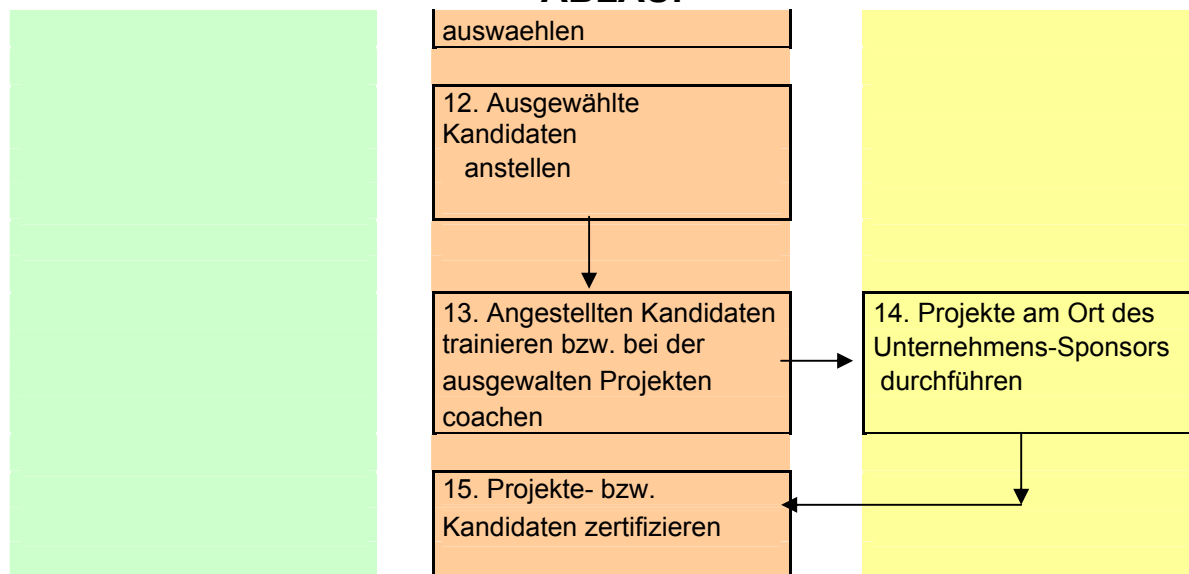 auswaehlen
12. Ausgewählte
Kandidaten
anstellen
13. Angestellten Kandidaten
trainieren bzw. bei der
ausgewalten Projekten
coachen
14. Projekte am Ort des
Unternehmens-Sponsors
durchführen
15. Projekte- bzw.
Kandidaten zertifizieren